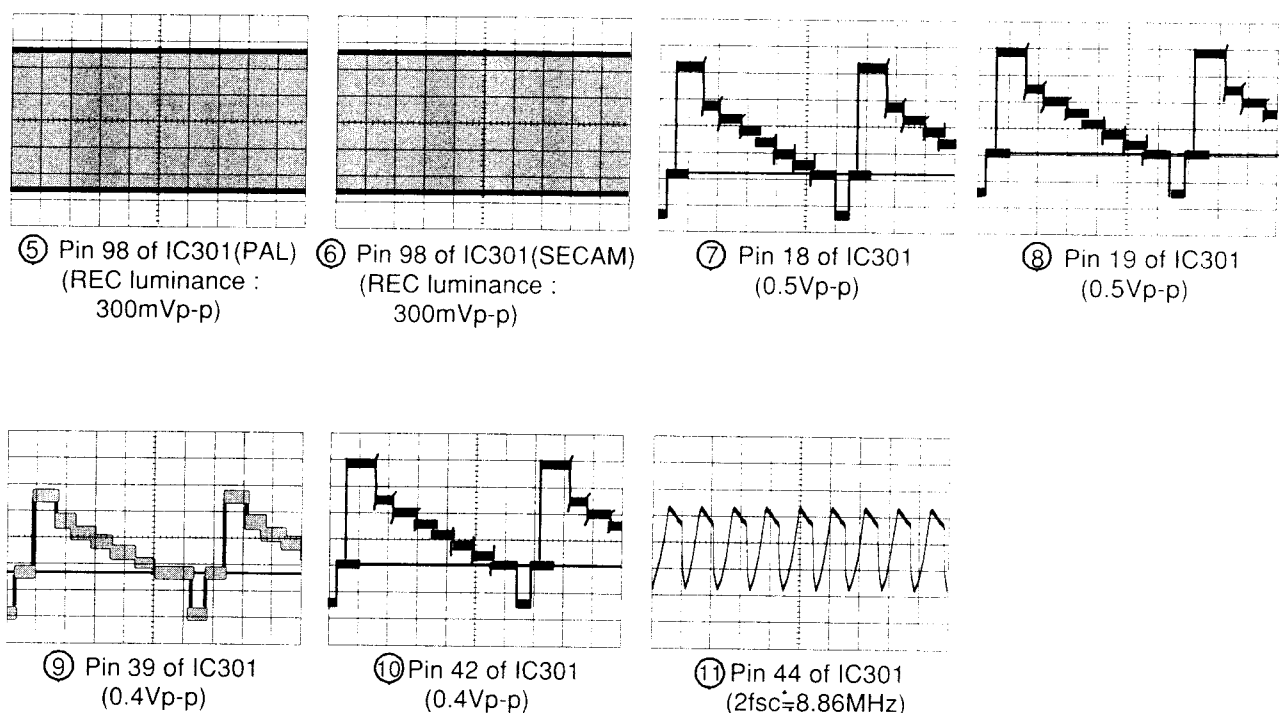 ⑤ Pin 98 of IC301(PAL)
(REC luminance :
300mVp-p)
⑥ Pin 98 of IC301(SECAM)
(REC luminance :
300mVp-p)
⑦ Pin 18 of IC301
(0.5Vp-p)
⑧ Pin 19 of IC301
(0.5Vp-p)
⑨ Pin 39 of IC301
(0.4Vp-p)
⑩ Pin 42 of IC301
(0.4Vp-p)
⑪ Pin 44 of IC301
(2fsc≒8.86MHz)